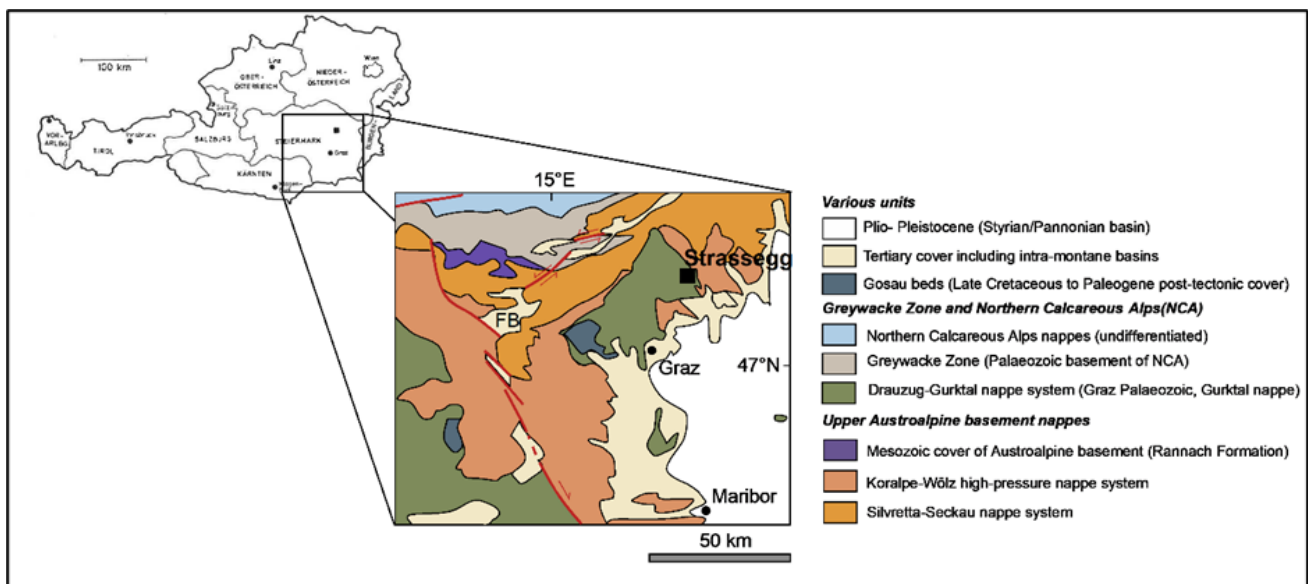 100 km
Linz
Wien
OBER-
ÖSTERREICH
NIEDER-
ÖSTERREICH
BURGEN-
LAND
SALZBURG
STEIERMARK
Graz
VOR-
ARLBG
TIROL
Innsbruck
KÄRNTEN
15°E
Strassegg
FB
Graz
47°N
Maribor
50 km
Various units
Plio- Pleistocene (Styrian/Pannonian basin)
Tertiary cover including intra-montane basins
Gosau beds (Late Cretaceous to Paleogene post-tectonic cover)
Greywacke Zone and Northern Calcareous Alps(NCA)
Northern Calcareous Alps nappes (undifferentiated)
Greywacke Zone (Palaeozoic basement of NCA)
Drauzug-Gurktal nappe system (Graz Palaeozoic, Gurktal nappe)
Upper Austroalpine basement nappes
Mesozoic cover of Austroalpine basement (Rannach Formation)
Koralpe-Wölz high-pressure nappe system
Silvretta-Seckau nappe system